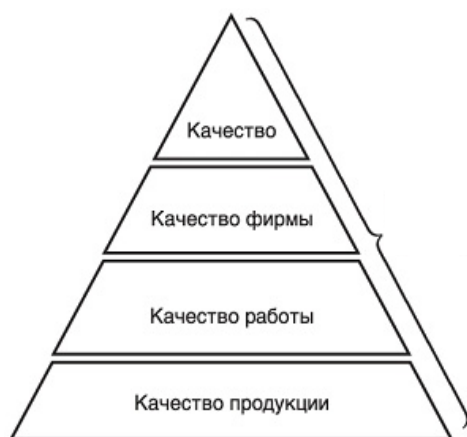 Качество
Качество фирмы
Качество работы
Качество продукции